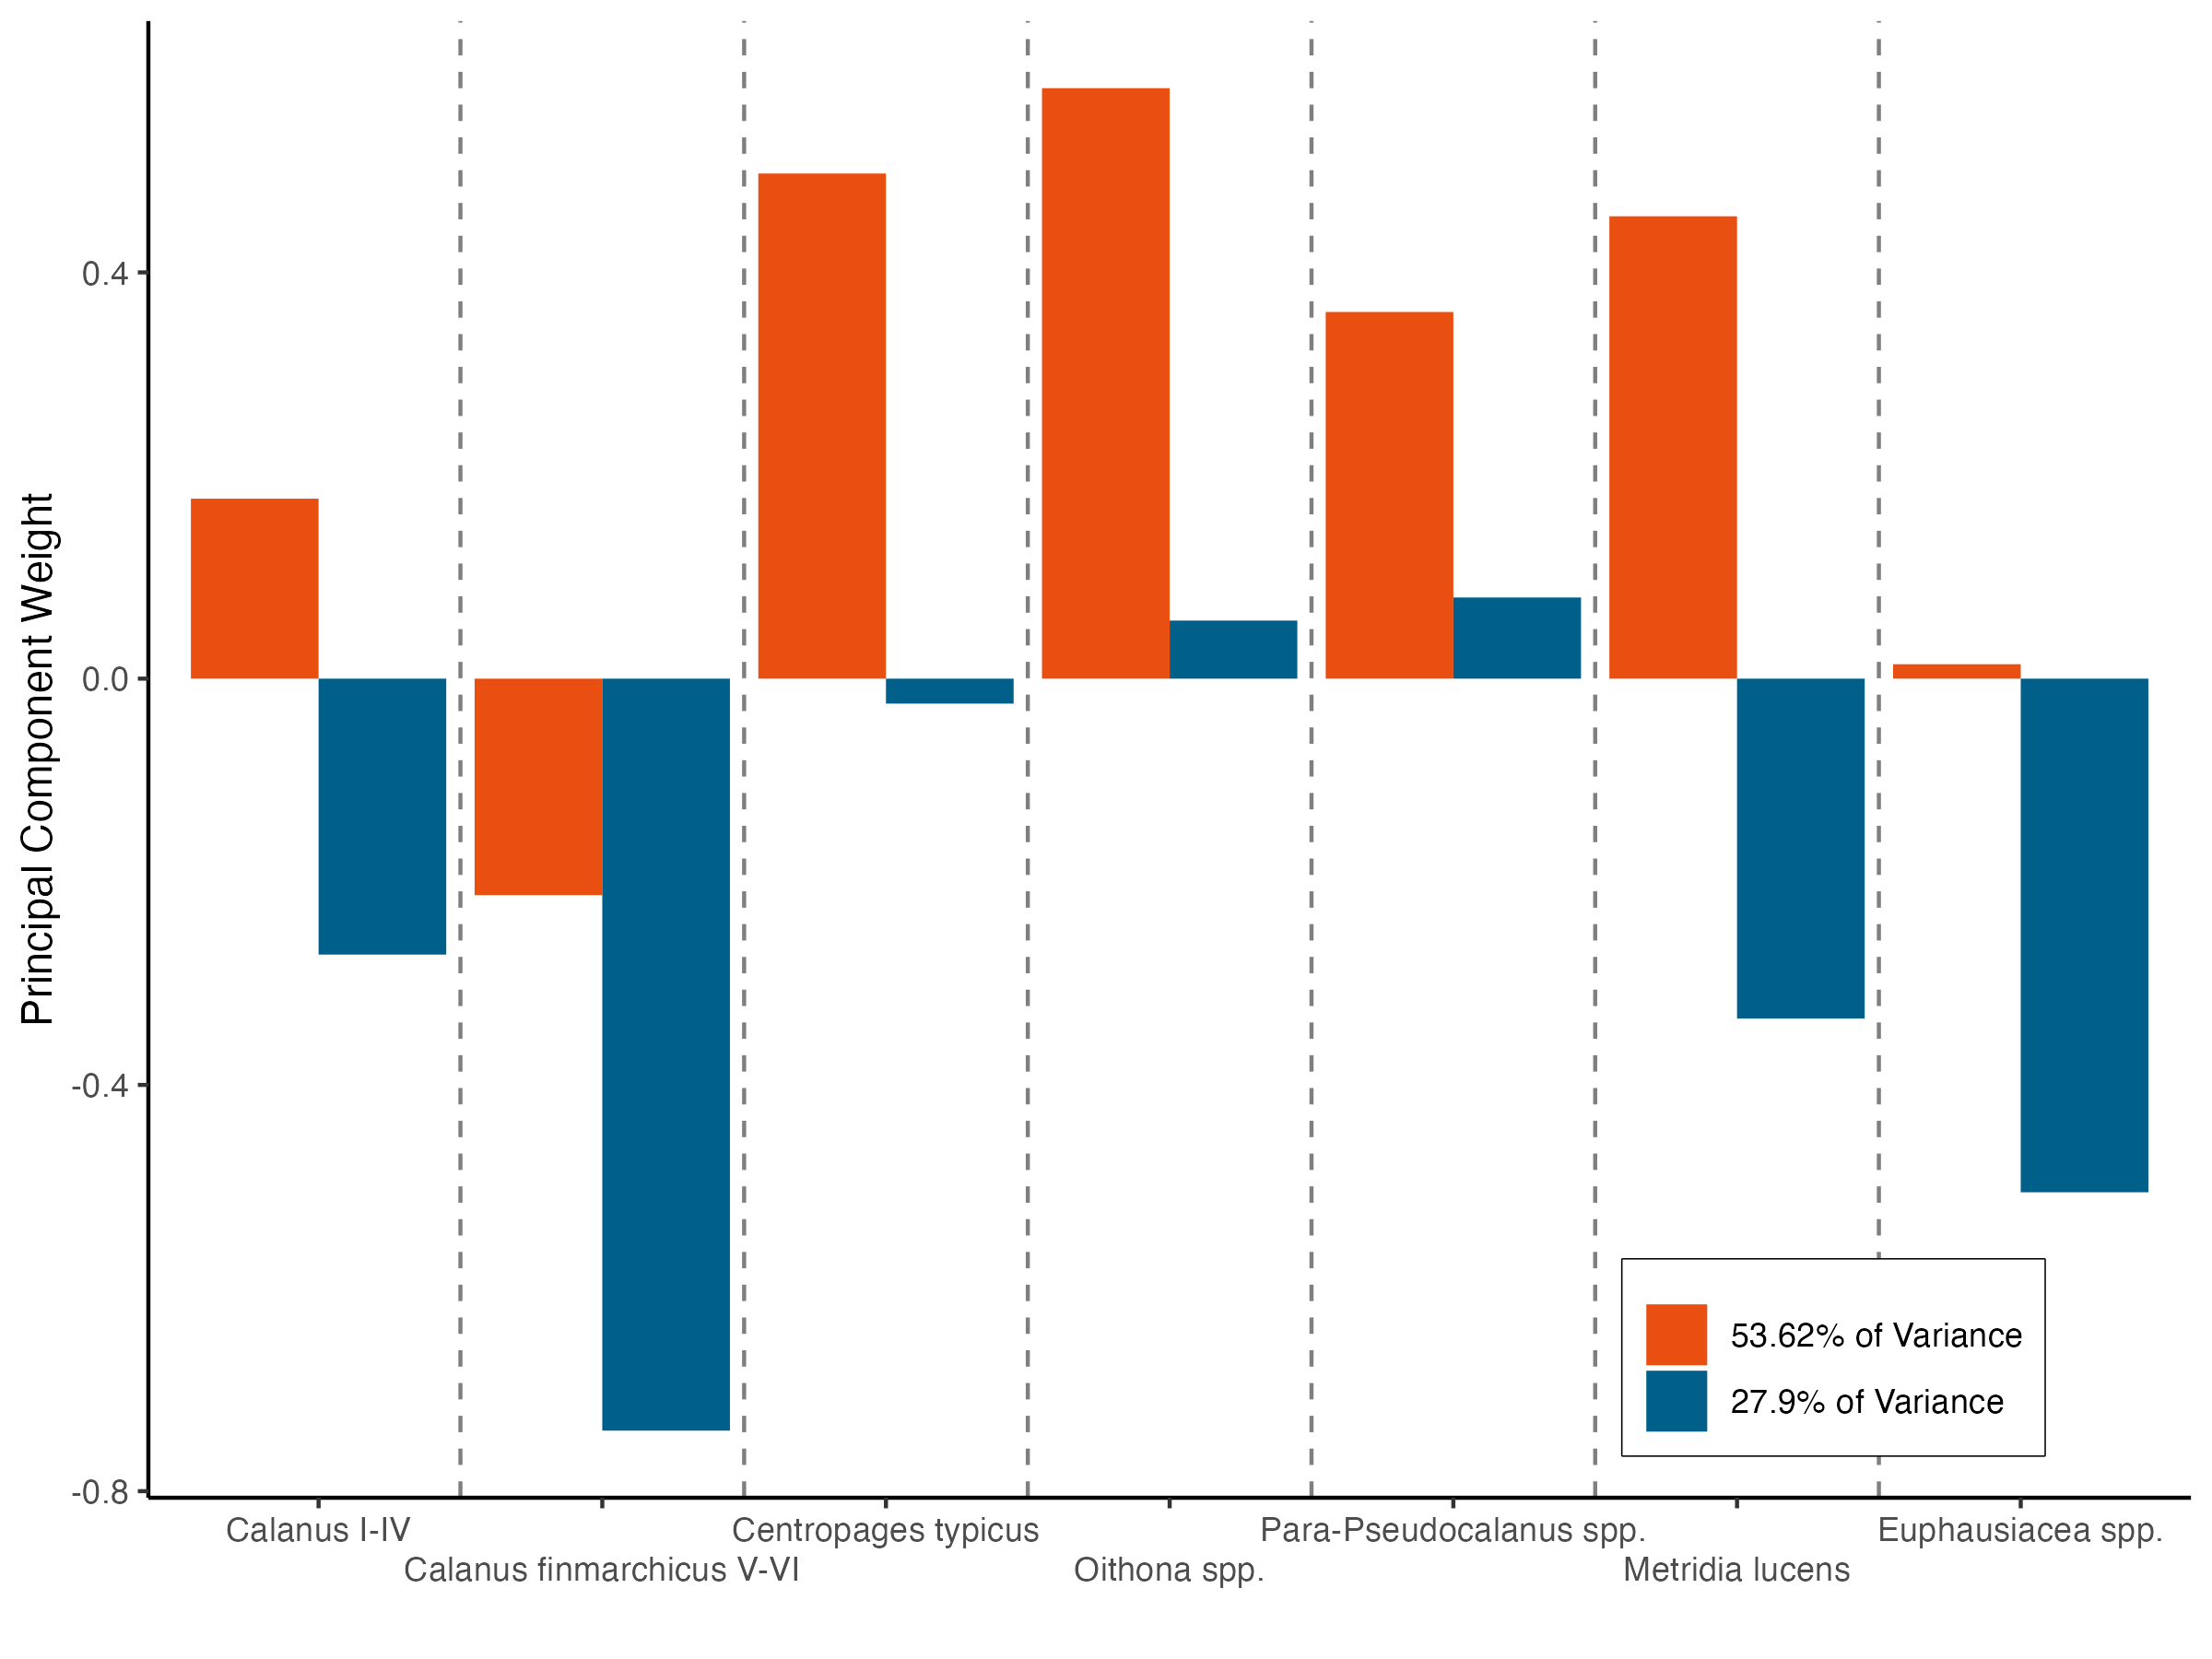 Principal Component Weight
0.4
0.0
-0.4
-0.8
Calanus I-IV
Calanus finmarchicus V-VI
Centropages typicus
Oithona spp.
Para-Pseudocalanus spp.
Metridia lucens
Euphausiacea spp.
53.62% of Variance
27.9% of Variance